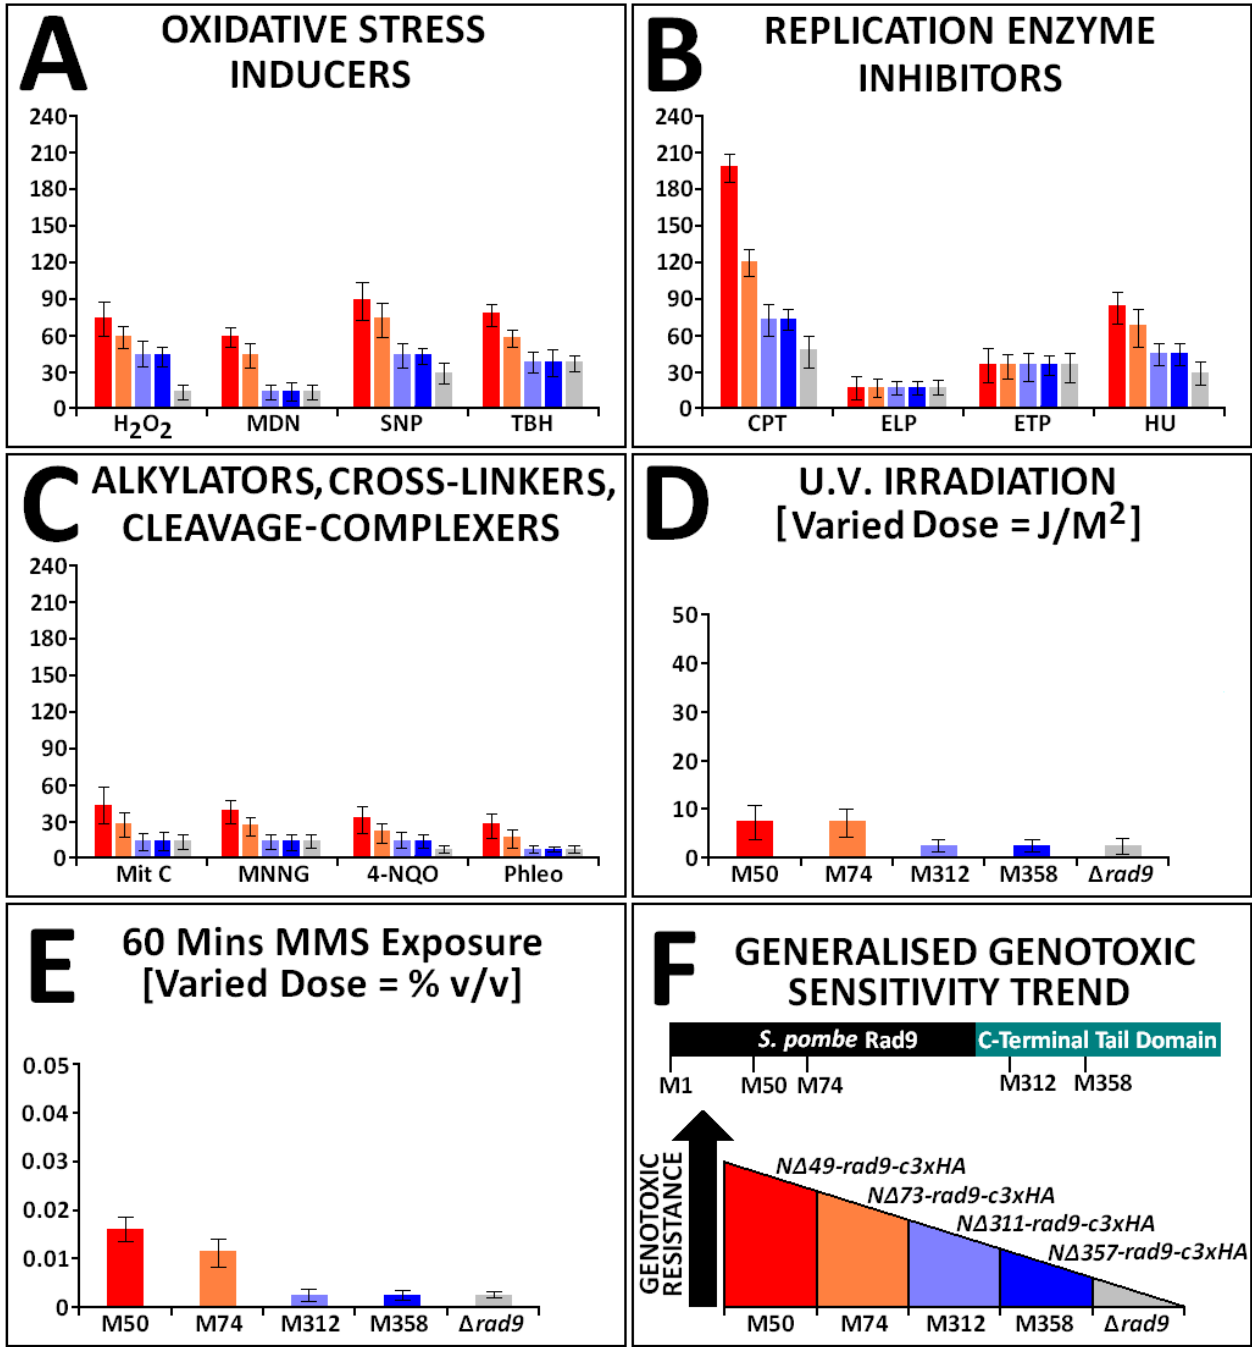 A
OXIDATIVE STRESS
INDUCERS
240
210
180
150
120
90
60
30
0
H2O2 MDN SNP TBH
B
REPLICATION ENZYME
INHIBITORS
240
210
180
150
120
90
60
30
0
CPT ELP ETP HU
C
ALKYLATORS, CROSS-LINKERS,
CLEAVAGE-COMPLEXERS
240
210
180
150
120
90
60
30
0
Mit C MNNG 4-NQO Phleo
D
U.V. IRRADIATION
[Varied Dose = J/M²]
50
40
30
20
10
0
M50 M74 M312 M358 Δrad9
E
60 Mins MMS Exposure
[Varied Dose = % v/v]
0.05
0.04
0.03
0.02
0.01
0
M50 M74 M312 M358 Δrad9
F
GENERALISED GENOTOXIC
SENSITIVITY TREND
S. pombe Rad9 C-Terminal Tail Domain
M1 M50 M74 M312 M358
GENOTOXIC
RESISTANCE
NΔ49-rad9-c3xHA
NΔ73-rad9-c3xHA
NΔ311-rad9-c3xHA
NΔ357-rad9-c3xHA
M50 M74 M312 M358 Δrad9